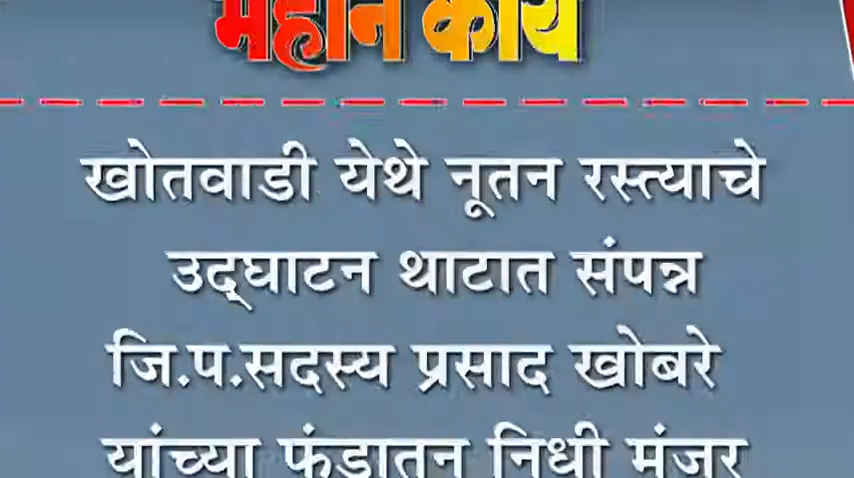 महान कार्य
खोतवाडी येथे नूतन रस्त्याचे
उद्‌घाटन थाटात संपन्न
जि.प.सदस्य प्रसाद खोबरे
यांच्या फंडातून निधी मंजूर